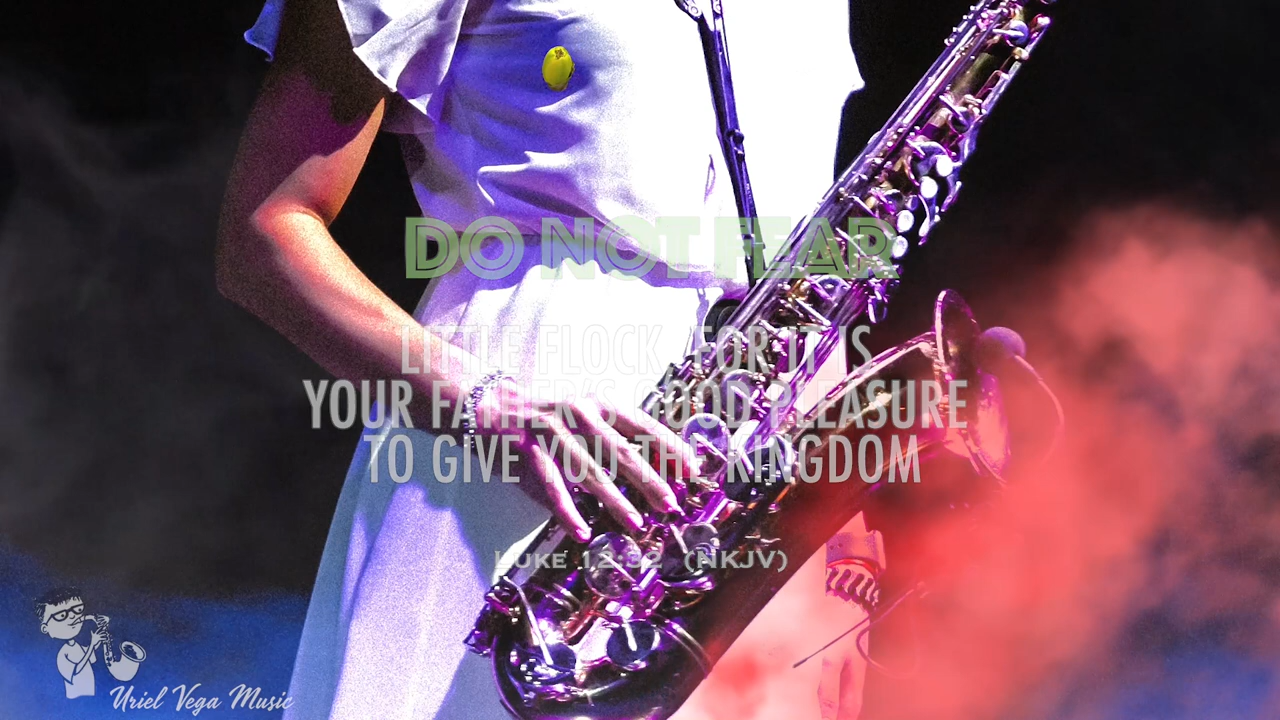 DO NOT FEAR
LITTLE FLOCK, FOR IT IS
YOUR FATHER'S GOOD PLEASURE
TO GIVE YOU THE KINGDOM
Luke 12:32 (NKJV)
Uriel Vega Music